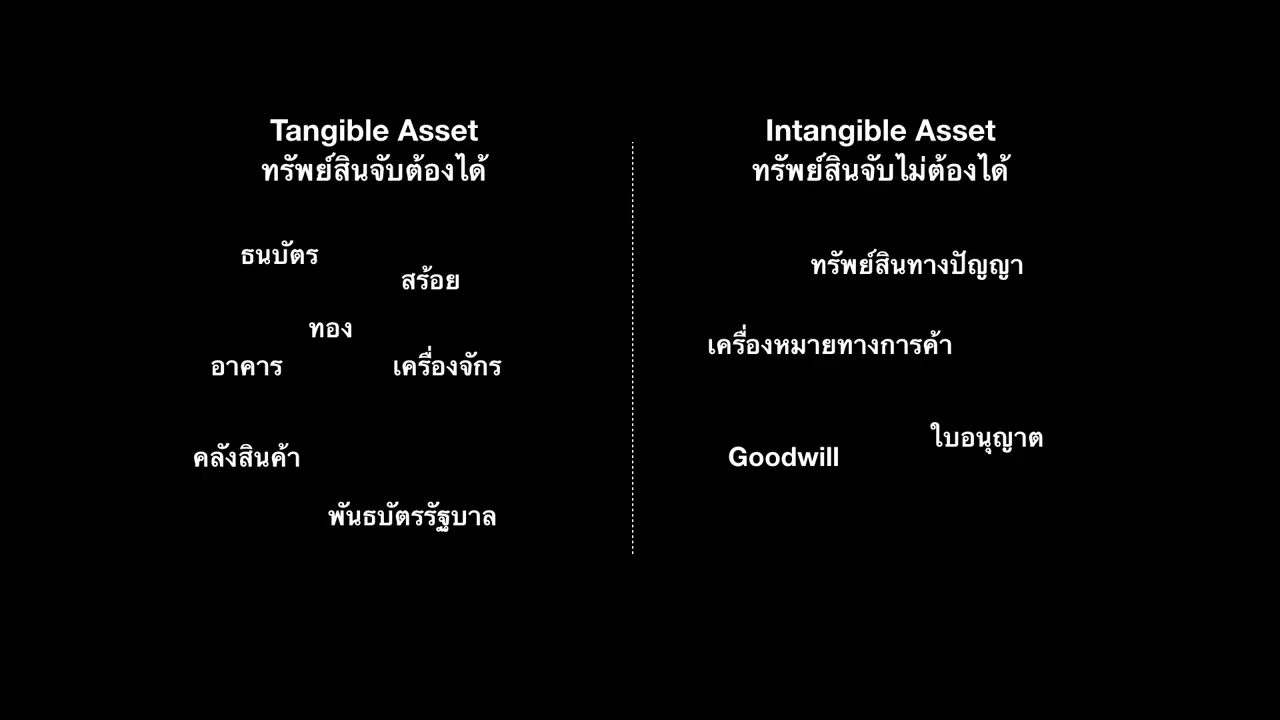 Tangible Asset
ทรัพย์สินจับต้องได้
ธนบัตร
สร้อย
ทอง
อาคาร
เครื่องจักร
คลังสินค้า
พันธบัตรรัฐบาล
Intangible Asset
ทรัพย์สินจับไม่ต้องได้
ทรัพย์สินทางปัญญา
เครื่องหมายทางการค้า
ใบอนุญาต
Goodwill